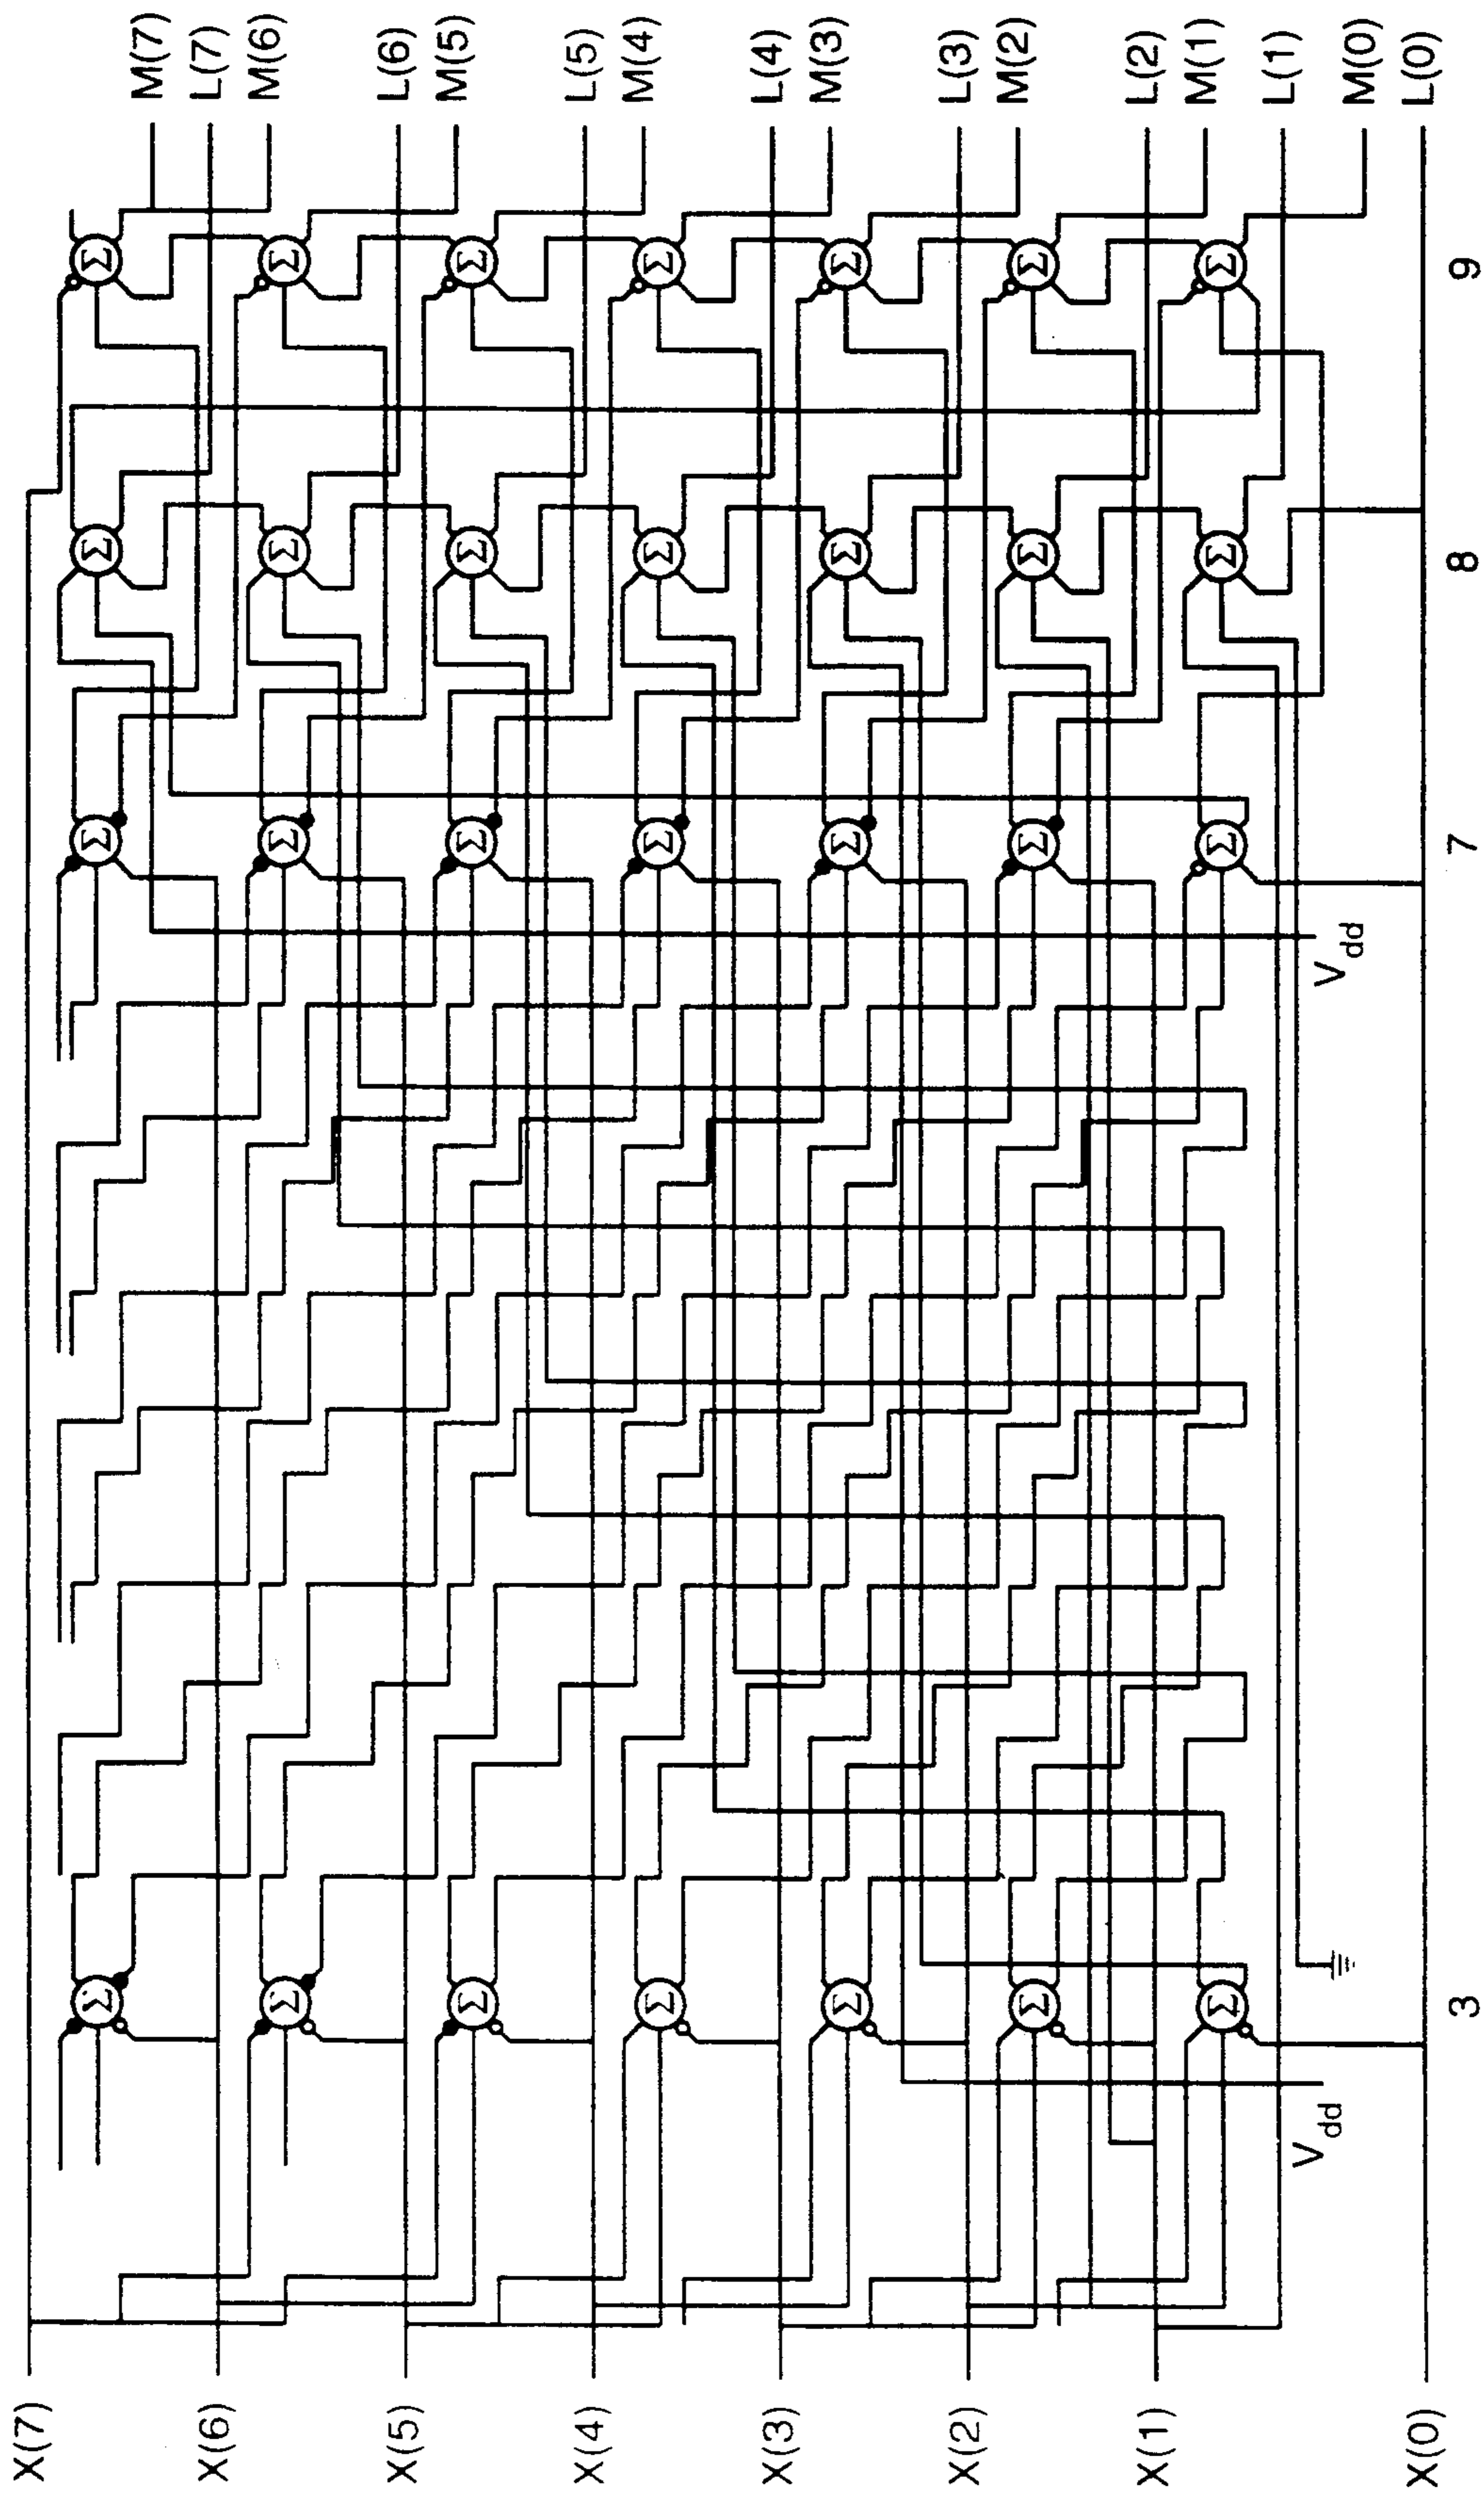 M(7)
L(7)
M(6)
L(6)
M(5)
L(5)
M(4)
L(4)
M(3)
L(3)
M(2)
L(2)
M(1)
L(1)
M(0)
L(0)
Σ Σ Σ Σ Σ Σ Σ
9
Σ Σ Σ Σ Σ Σ Σ
8
Σ Σ Σ Σ Σ Σ Σ
7
Vdd
Σ Σ Σ Σ Σ Σ Σ
3
Vdd
X(7)
X(6)
X(5)
X(4)
X(3)
X(2)
X(1)
X(0)